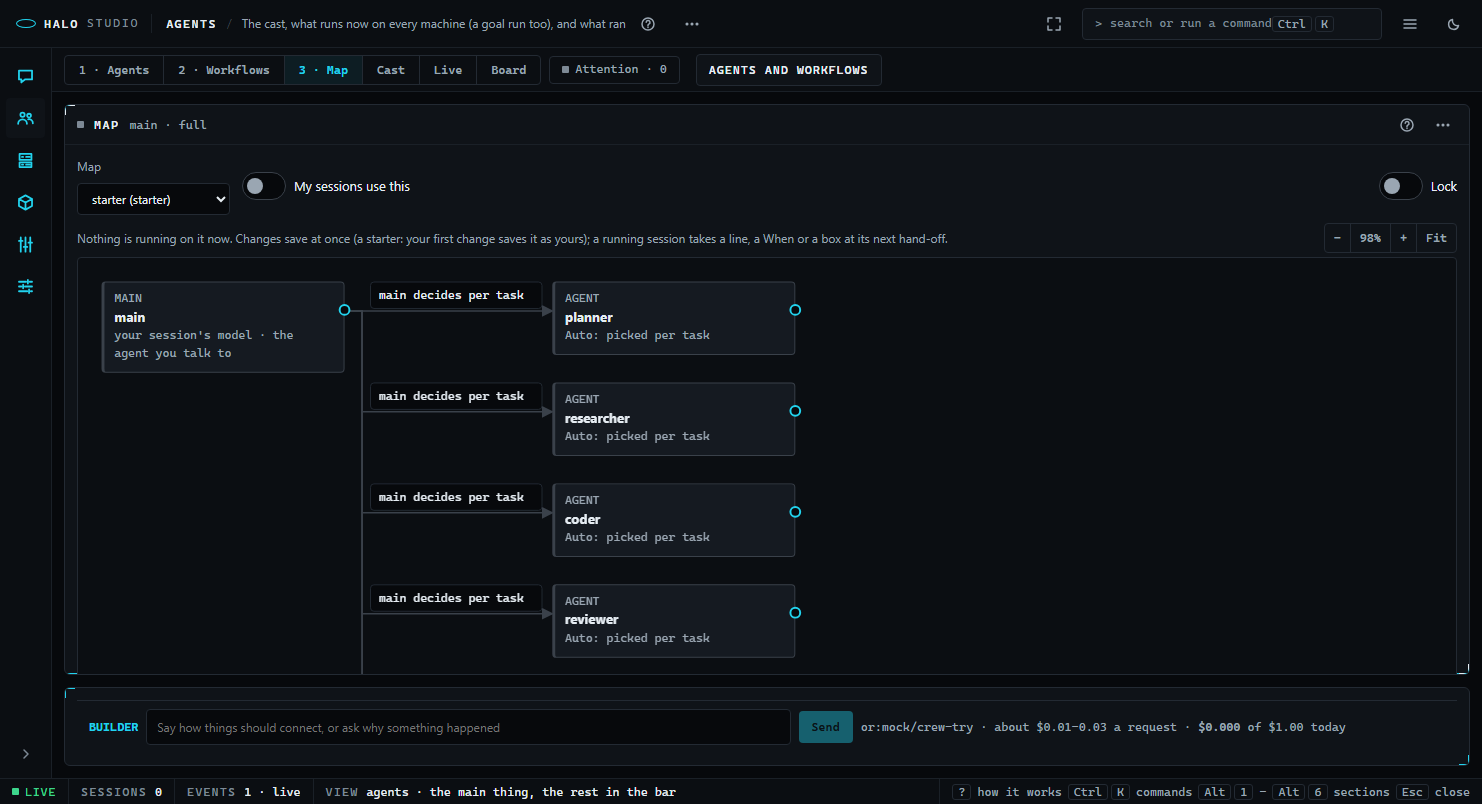 HALO STUDIO AGENTS / The cast, what runs now on every machine (a goal run too), and what ran ? ··· > search or run a command Ctrl K
1 · Agents 2 · Workflows 3 · Map Cast Live Board Attention · 0 AGENTS AND WORKFLOWS
MAP main · full ? ···
Map
starter (starter) My sessions use this Lock
Nothing is running on it now. Changes save at once (a starter: your first change saves it as yours); a running session takes a line, a When or a box at its next hand-off. − 98% + Fit
MAIN
main
your session's model · the
agent you talk to
main decides per task
AGENT
planner
Auto: picked per task
main decides per task
AGENT
researcher
Auto: picked per task
main decides per task
AGENT
coder
Auto: picked per task
main decides per task
AGENT
reviewer
Auto: picked per task
BUILDER Say how things should connect, or ask why something happened Send or:mock/crew-try · about $0.01-0.03 a request · $0.000 of $1.00 today
LIVE SESSIONS 0 EVENTS 1 · live VIEW agents · the main thing, the rest in the bar ? how it works Ctrl K commands Alt 1 − Alt 6 sections Esc close